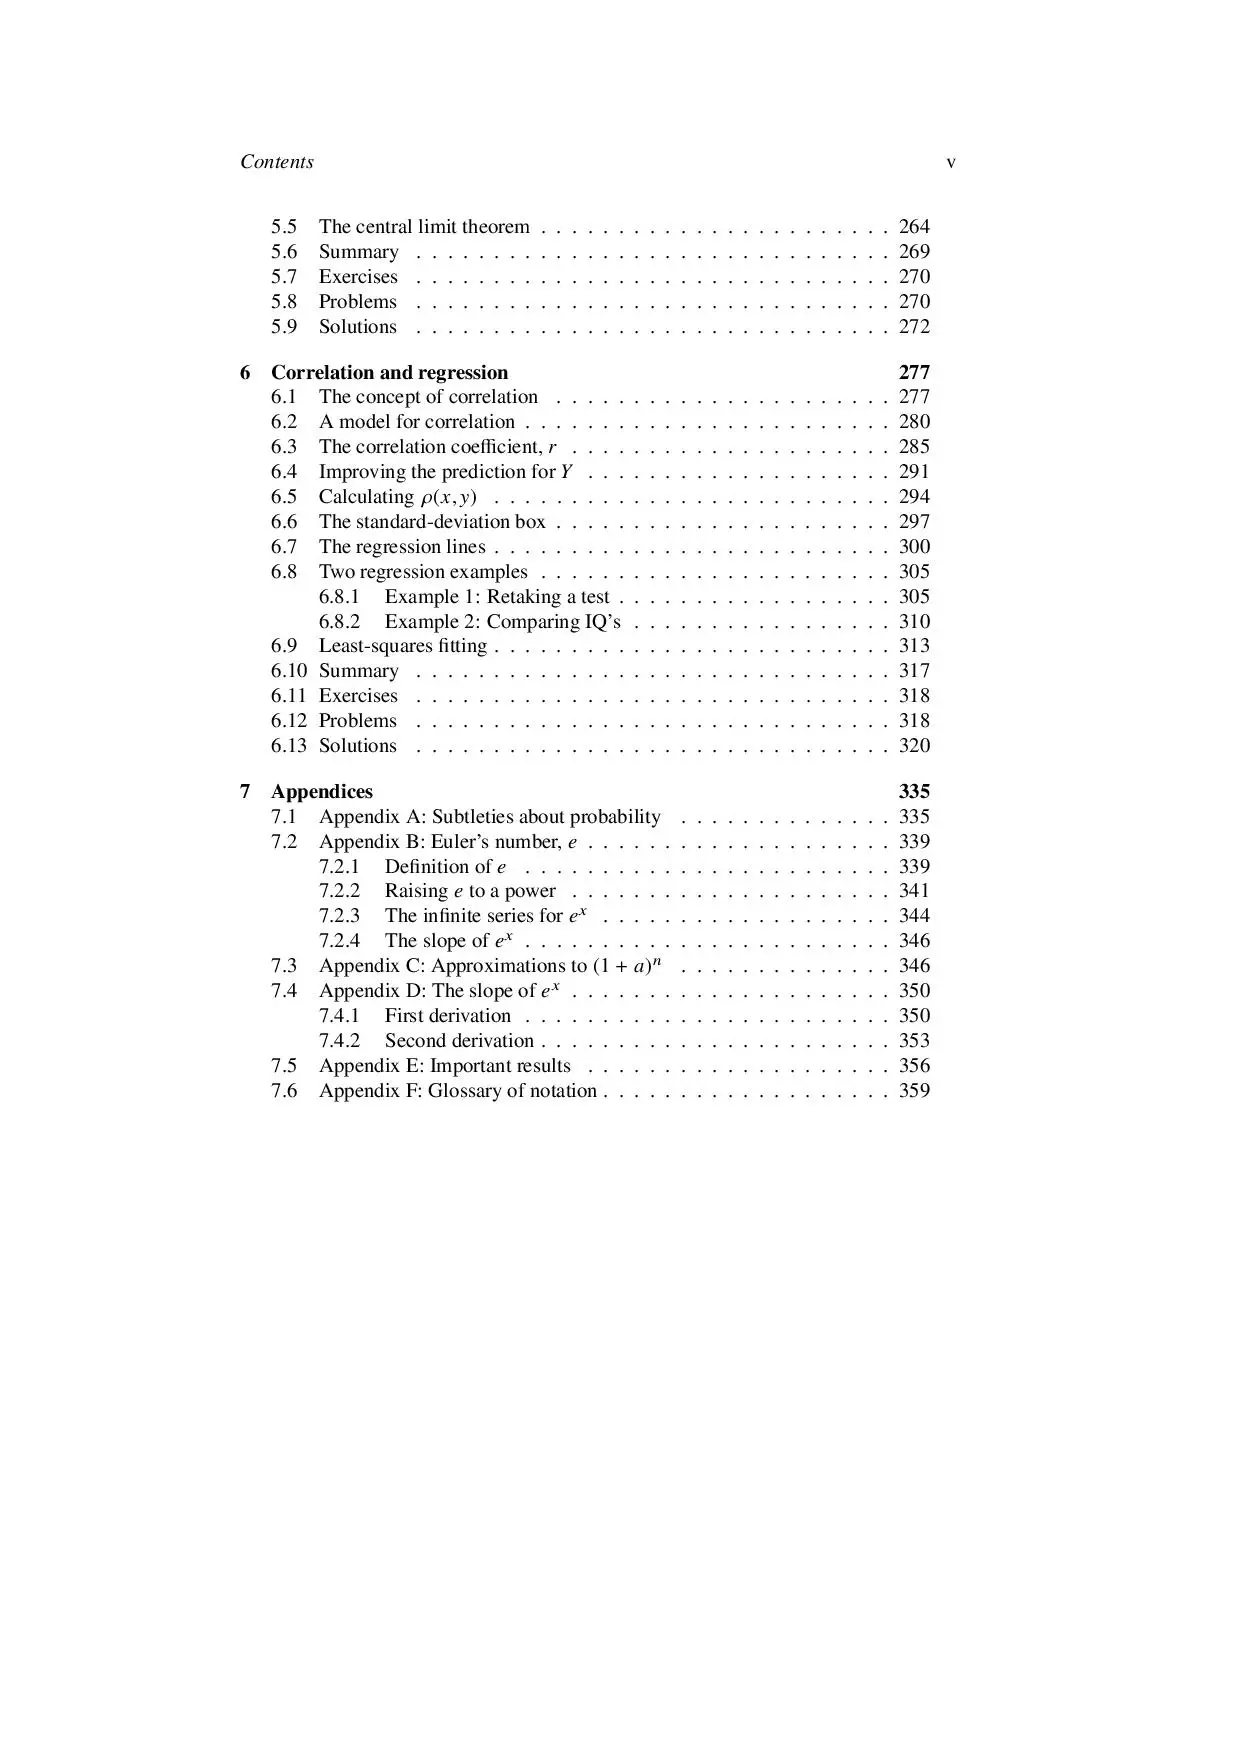 Contents v
5.5 The central limit theorem . . . . . . . . . . . . . . . . . . . . . . . 264
5.6 Summary . . . . . . . . . . . . . . . . . . . . . . . . . . . . . . . 269
5.7 Exercises . . . . . . . . . . . . . . . . . . . . . . . . . . . . . . . 270
5.8 Problems . . . . . . . . . . . . . . . . . . . . . . . . . . . . . . . 270
5.9 Solutions . . . . . . . . . . . . . . . . . . . . . . . . . . . . . . . 272
6 Correlation and regression 277
6.1 The concept of correlation . . . . . . . . . . . . . . . . . . . . . . 277
6.2 A model for correlation . . . . . . . . . . . . . . . . . . . . . . . . 280
6.3 The correlation coefficient, r . . . . . . . . . . . . . . . . . . . . . 285
6.4 Improving the prediction for Y . . . . . . . . . . . . . . . . . . . . 291
6.5 Calculating ρ(x, y) . . . . . . . . . . . . . . . . . . . . . . . . . . 294
6.6 The standard-deviation box . . . . . . . . . . . . . . . . . . . . . . 297
6.7 The regression lines . . . . . . . . . . . . . . . . . . . . . . . . . . 300
6.8 Two regression examples . . . . . . . . . . . . . . . . . . . . . . . 305
6.8.1 Example 1: Retaking a test . . . . . . . . . . . . . . . . . . 305
6.8.2 Example 2: Comparing IQ’s . . . . . . . . . . . . . . . . . 310
6.9 Least-squares fitting . . . . . . . . . . . . . . . . . . . . . . . . . . 313
6.10 Summary . . . . . . . . . . . . . . . . . . . . . . . . . . . . . . . 317
6.11 Exercises . . . . . . . . . . . . . . . . . . . . . . . . . . . . . . . 318
6.12 Problems . . . . . . . . . . . . . . . . . . . . . . . . . . . . . . . 318
6.13 Solutions . . . . . . . . . . . . . . . . . . . . . . . . . . . . . . . 320
7 Appendices 335
7.1 Appendix A: Subtleties about probability . . . . . . . . . . . . . . 335
7.2 Appendix B: Euler’s number, e . . . . . . . . . . . . . . . . . . . . 339
7.2.1 Definition of e . . . . . . . . . . . . . . . . . . . . . . . . 339
7.2.2 Raising e to a power . . . . . . . . . . . . . . . . . . . . . 341
7.2.3 The infinite series for eˣ . . . . . . . . . . . . . . . . . . . 344
7.2.4 The slope of eˣ . . . . . . . . . . . . . . . . . . . . . . . . 346
7.3 Appendix C: Approximations to (1 + a)ⁿ . . . . . . . . . . . . . . 346
7.4 Appendix D: The slope of eˣ . . . . . . . . . . . . . . . . . . . . . 350
7.4.1 First derivation . . . . . . . . . . . . . . . . . . . . . . . . 350
7.4.2 Second derivation . . . . . . . . . . . . . . . . . . . . . . . 353
7.5 Appendix E: Important results . . . . . . . . . . . . . . . . . . . . 356
7.6 Appendix F: Glossary of notation . . . . . . . . . . . . . . . . . . . 359